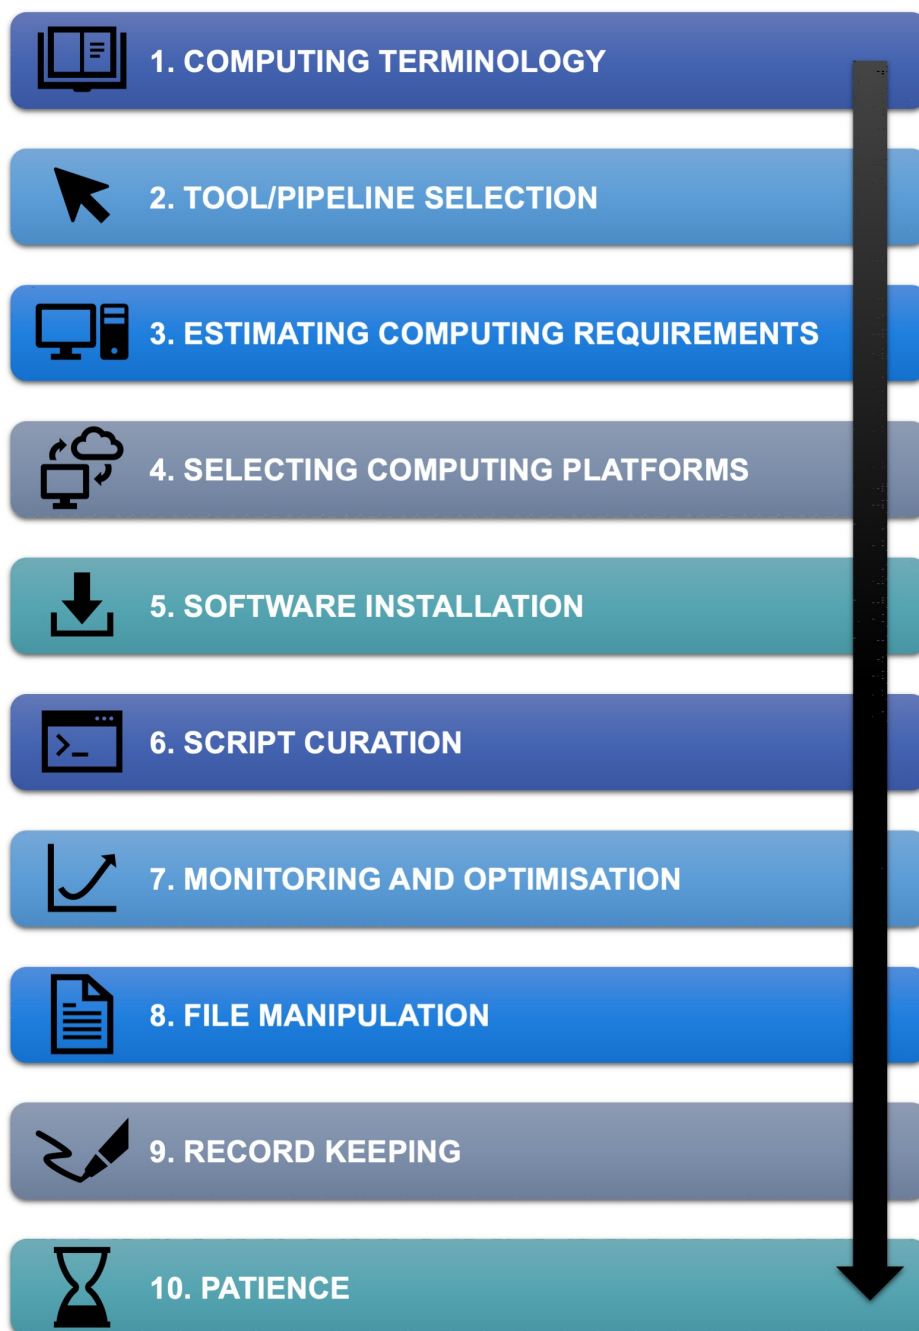 1. COMPUTING TERMINOLOGY
2. TOOL/PIPELINE SELECTION
3. ESTIMATING COMPUTING REQUIREMENTS
4. SELECTING COMPUTING PLATFORMS
5. SOFTWARE INSTALLATION
6. SCRIPT CURATION
7. MONITORING AND OPTIMISATION
8. FILE MANIPULATION
9. RECORD KEEPING
10. PATIENCE